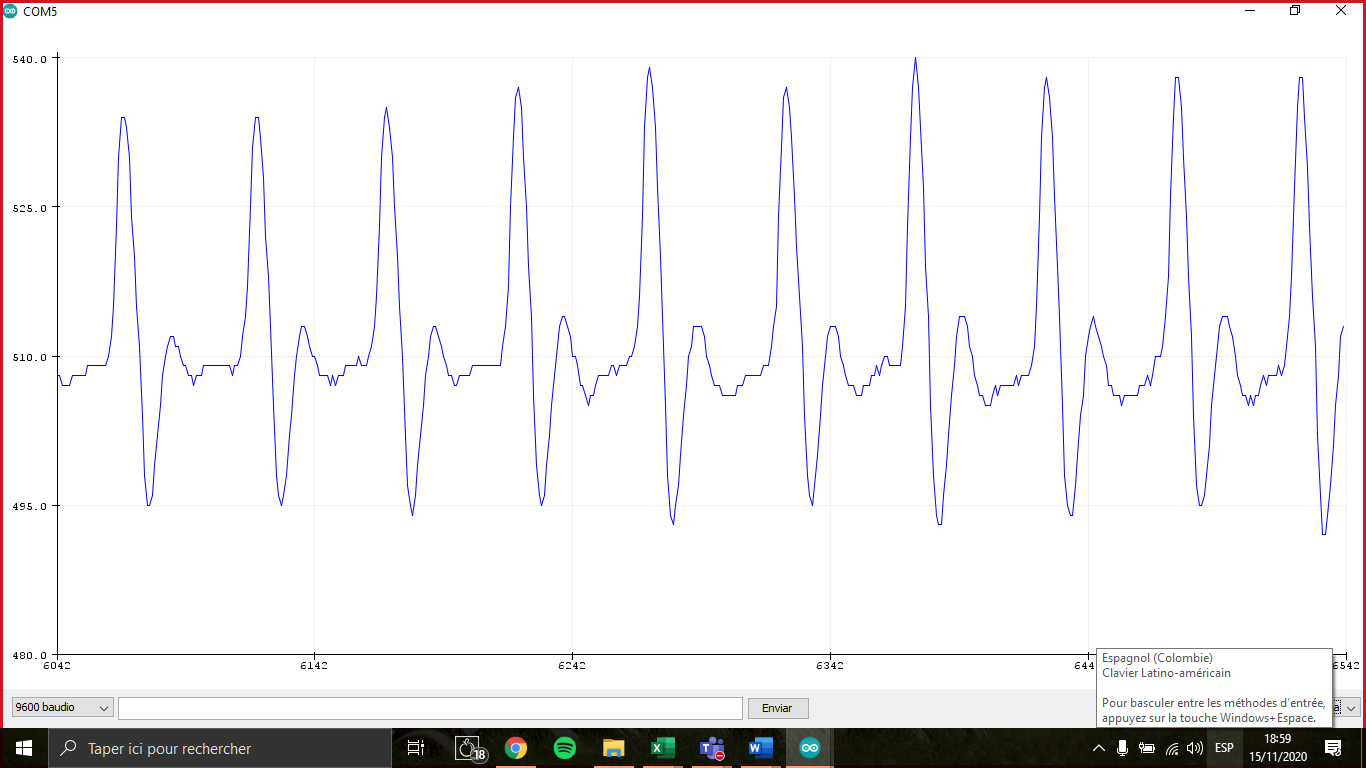 COM5
540.0
525.0
510.0
495.0
480.0
6042 6142 6242 6342 644 6542
Espagnol (Colombie)
Clavier Latino-américain
Pour basculer entre les méthodes d'entrée,
appuyez sur la touche Windows+Espace.
9600 baudio
Enviar
Taper ici pour rechercher
18
ESP
18:59
15/11/2020